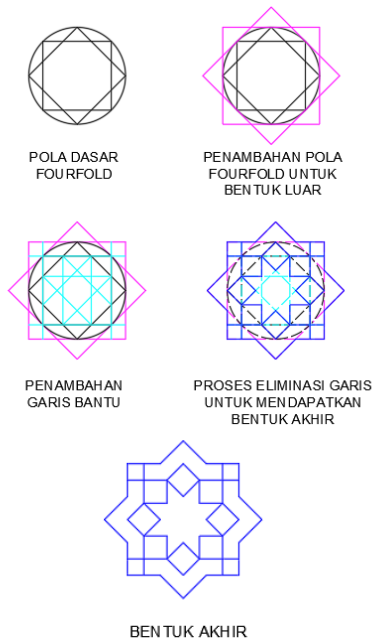 POLA DASAR
FOURFOLD
PENAMBAHAN POLA
FOURFOLD UNTUK
BENTUK LUAR
PENAMBAHAN
GARIS BANTU
PROSES ELIMINASI GARIS
UNTUK MENDAPATKAN
BENTUK AKHIR
BENTUK AKHIR